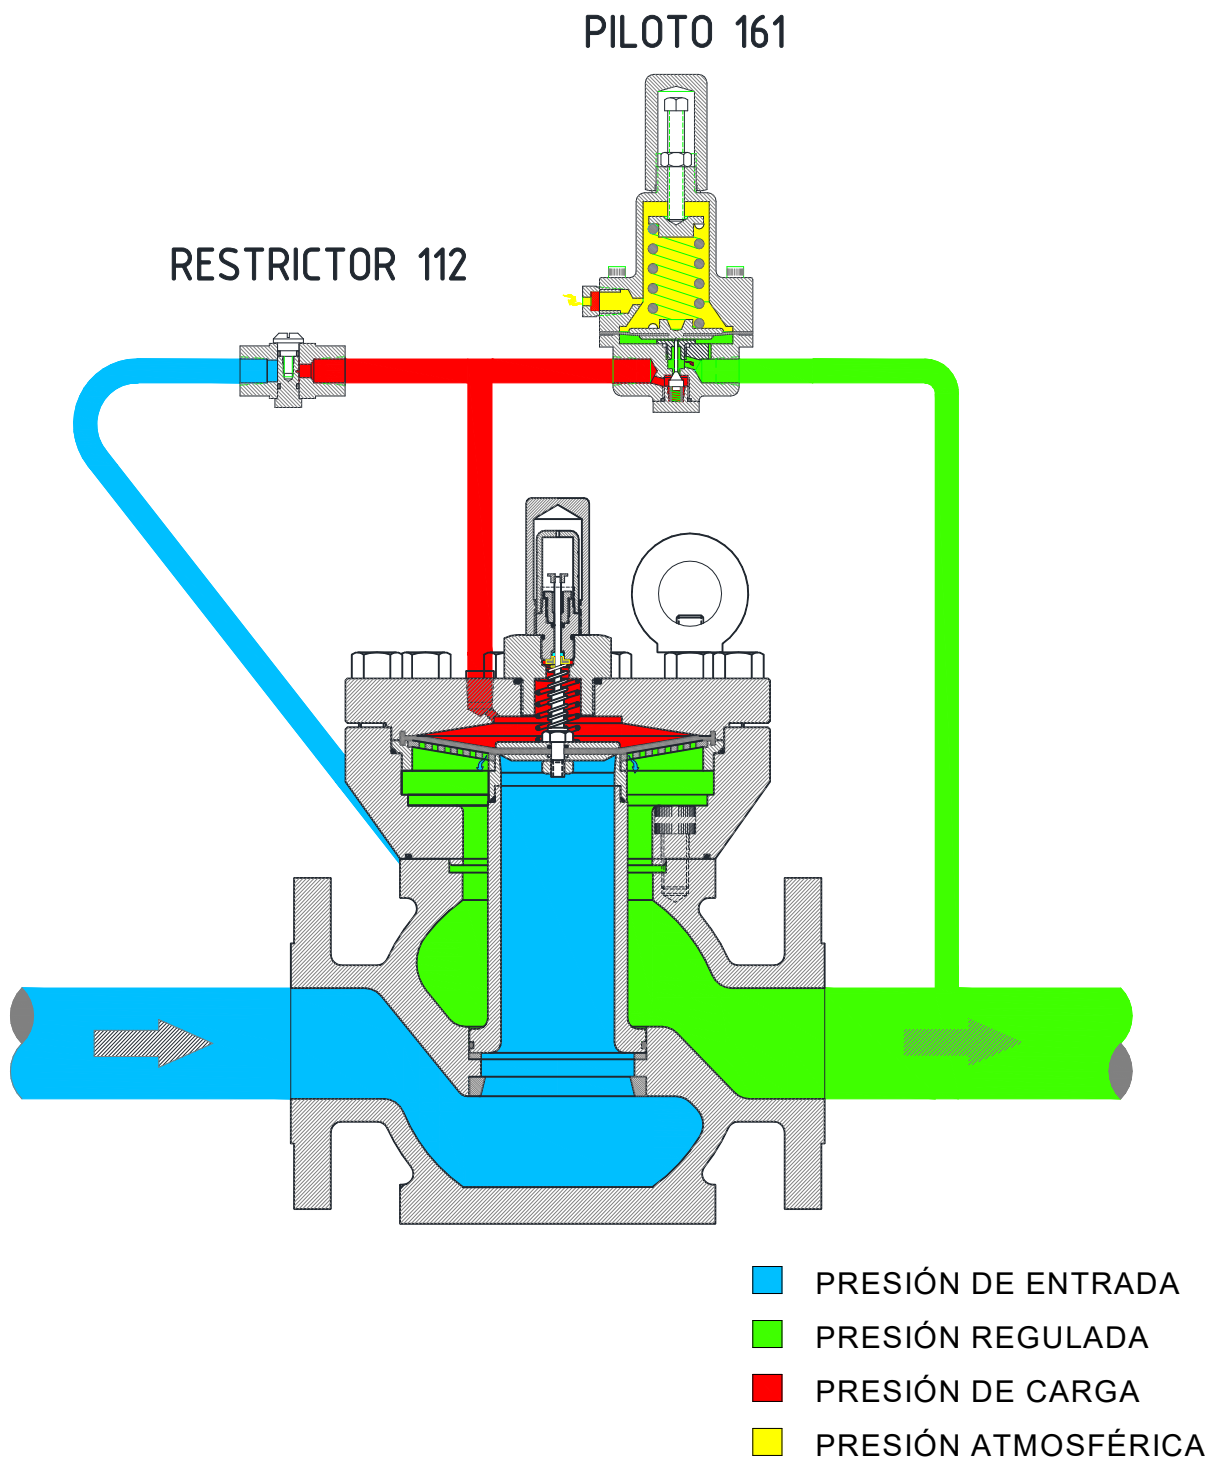 PILOTO 161
RESTRICTOR 112
PRESIÓN DE ENTRADA
PRESIÓN REGULADA
PRESIÓN DE CARGA
PRESIÓN ATMOSFÉRICA